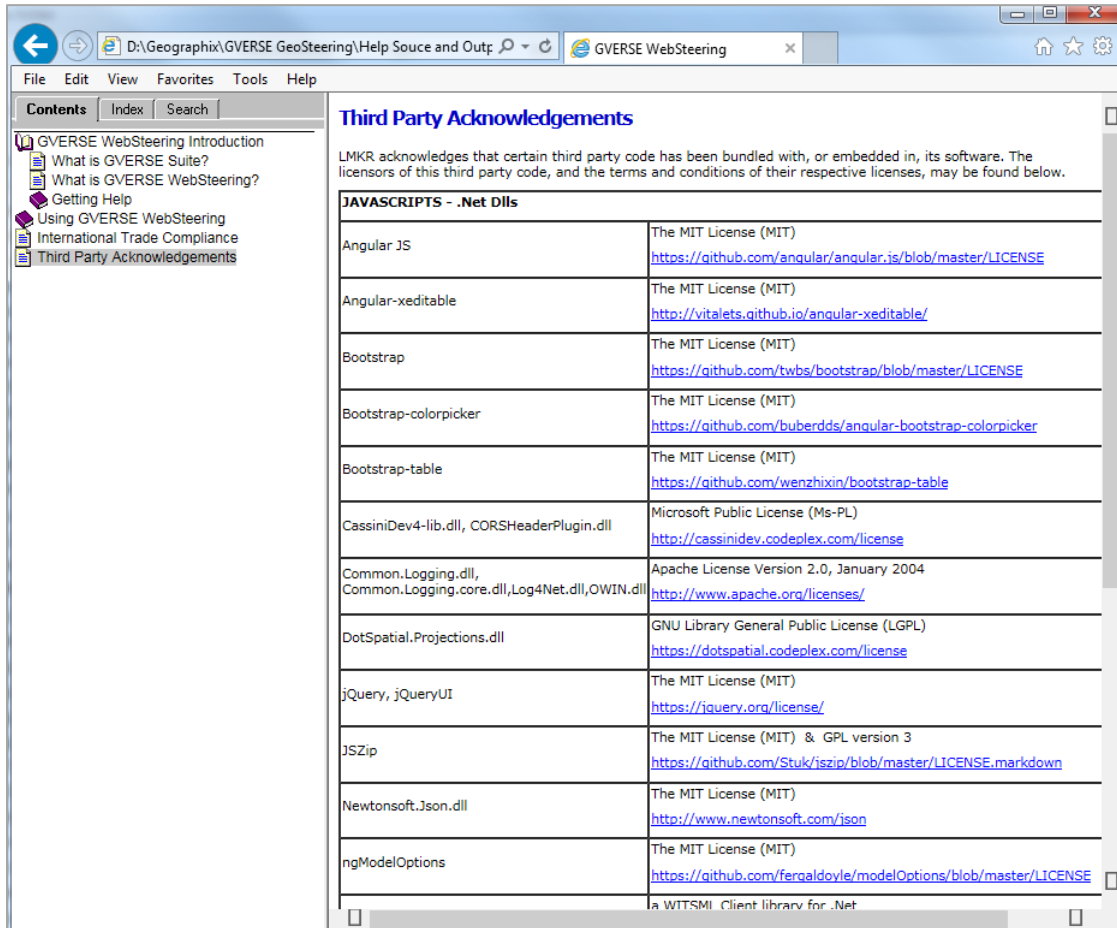 D:\Geographix\GVERSE GeoSteering\Help Souce and Outp
GVERSE WebSteering
File Edit View Favorites Tools Help
Contents Index Search
GVERSE WebSteering Introduction
What is GVERSE Suite?
What is GVERSE WebSteering?
Getting Help
Using GVERSE WebSteering
International Trade Compliance
Third Party Acknowledgements
Third Party Acknowledgements
LMKR acknowledges that certain third party code has been bundled with, or embedded in, its software. The
licensors of this third party code, and the terms and conditions of their respective licenses, may be found below.
JAVASCRIPTS - .Net Dlls
Angular JS
The MIT License (MIT)
https://github.com/angular/angular.js/blob/master/LICENSE
Angular-xeditable
The MIT License (MIT)
http://vitalets.github.io/angular-xeditable/
Bootstrap
The MIT License (MIT)
https://github.com/twbs/bootstrap/blob/master/LICENSE
Bootstrap-colorpicker
The MIT License (MIT)
https://github.com/buberdds/angular-bootstrap-colorpicker
Bootstrap-table
The MIT License (MIT)
https://github.com/wenzhixin/bootstrap-table
CassiniDev4-lib.dll, CORSHeaderPlugin.dll
Microsoft Public License (Ms-PL)
http://cassinidev.codeplex.com/license
Common.Logging.dll,
Common.Logging.core.dll,Log4Net.dll,OWIN.dll
Apache License Version 2.0, January 2004
http://www.apache.org/licenses/
DotSpatial.Projections.dll
GNU Library General Public License (LGPL)
https://dotspatial.codeplex.com/license
jQuery, jQueryUI
The MIT License (MIT)
https://jquery.org/license/
JSZip
The MIT License (MIT) & GPL version 3
https://github.com/Stuk/jszip/blob/master/LICENSE.markdown
Newtonsoft.Json.dll
The MIT License (MIT)
http://www.newtonsoft.com/json
ngModelOptions
The MIT License (MIT)
https://github.com/fergaldoyle/modelOptions/blob/master/LICENSE
a WITSML Client library for .Net